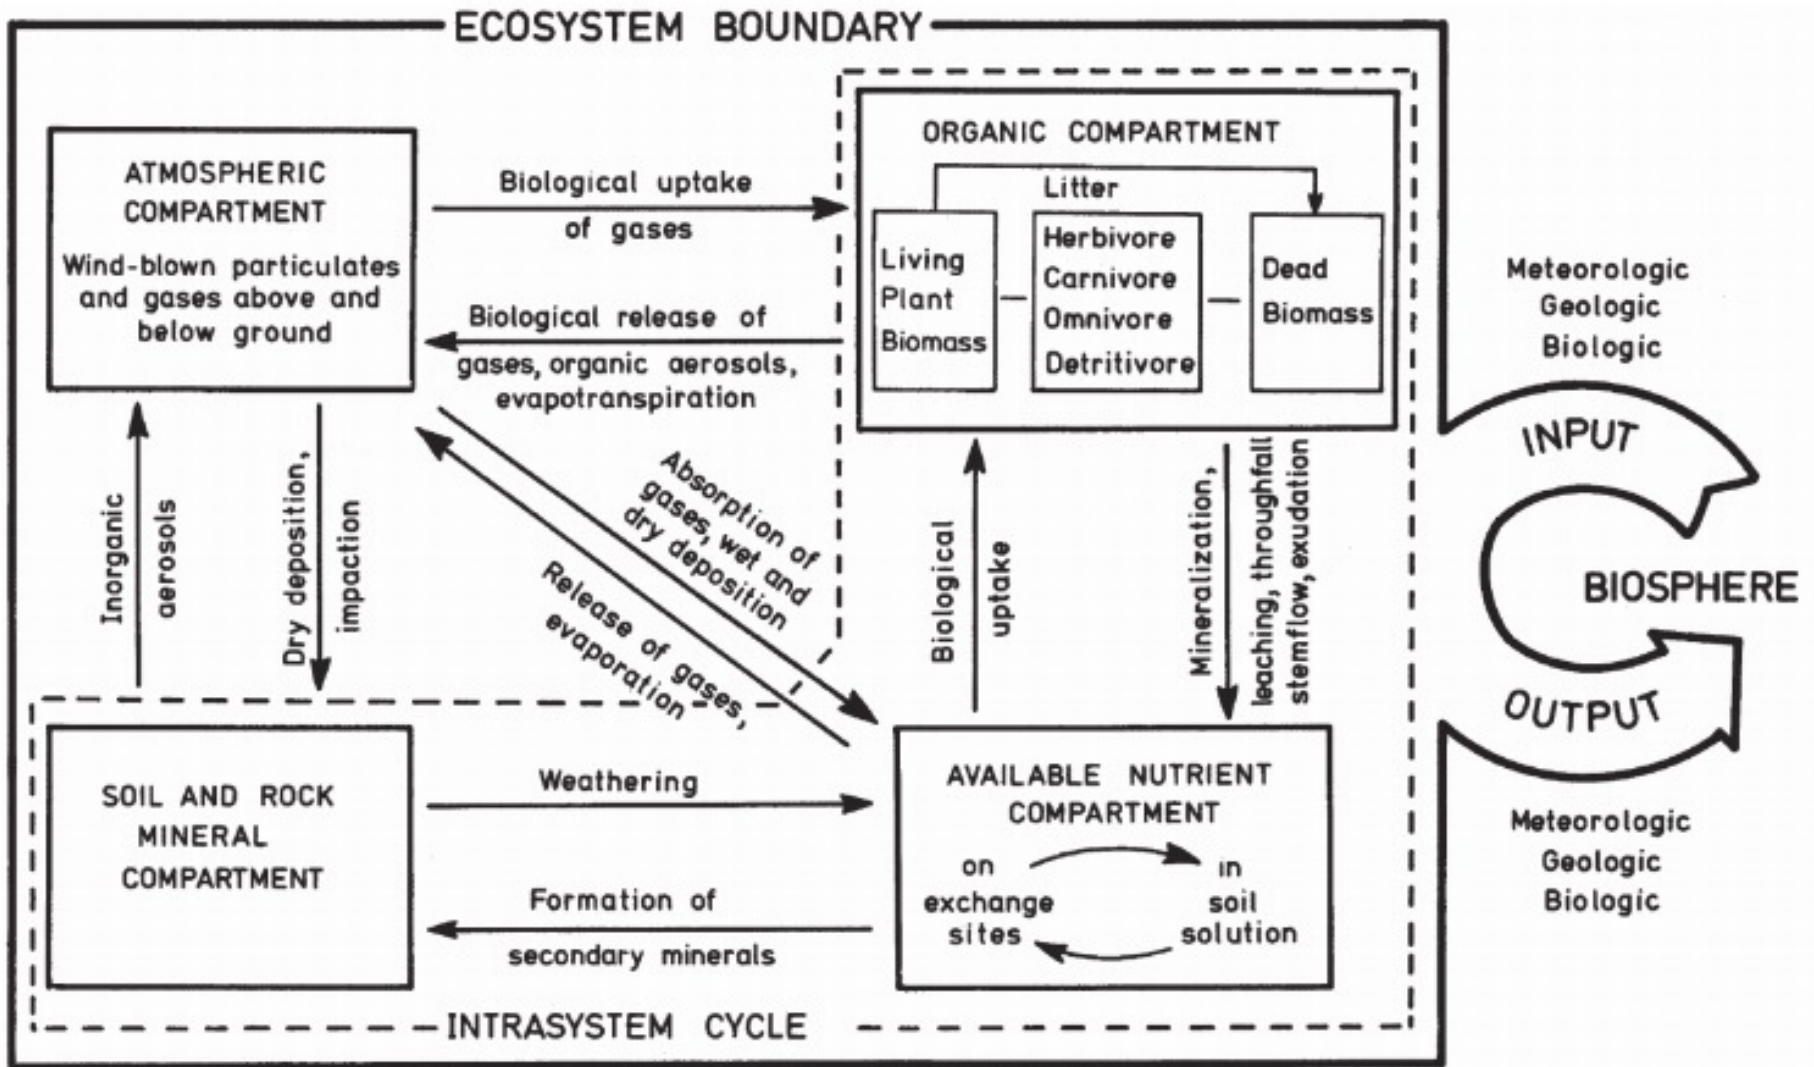 ECOSYSTEM BOUNDARY
ATMOSPHERIC
COMPARTMENT
Wind-blown particulates
and gases above and
below ground
Biological uptake
of gases
Biological release of
gases, organic aerosols,
evapotranspiration
ORGANIC COMPARTMENT
Litter
Living
Plant
Biomass
Herbivore
Carnivore
Omnivore
Detritivore
Dead
Biomass
Inorganic
aerosols
Dry deposition,
impaction
Absorption of
gases, wet and
dry deposition
Release of gases,
evaporation
Biological
uptake
Mineralization,
leaching, throughfall
stemflow, exudation
SOIL AND ROCK
MINERAL
COMPARTMENT
Weathering
Formation of
secondary minerals
AVAILABLE NUTRIENT
COMPARTMENT
on
exchange
sites
in
soil
solution
INTRASYSTEM CYCLE
Meteorologic
Geologic
Biologic
INPUT
BIOSPHERE
OUTPUT
Meteorologic
Geologic
Biologic